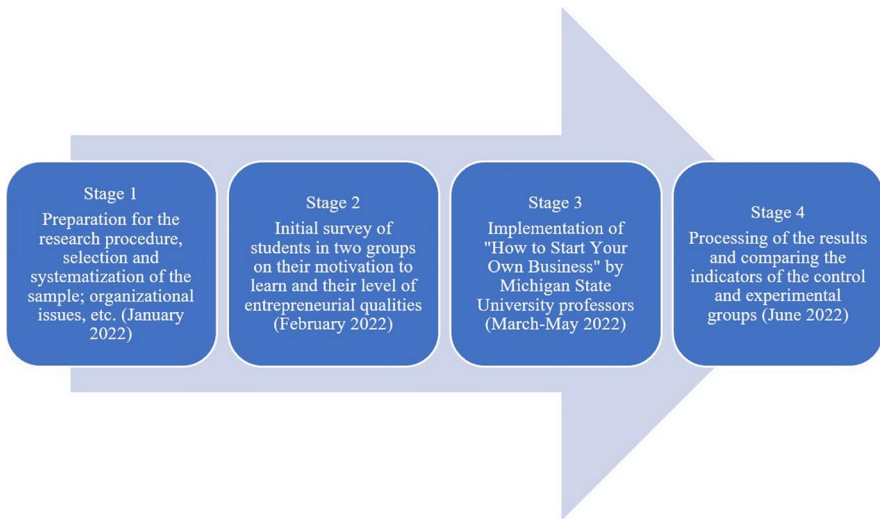 Stage 1
Preparation for the
research procedure,
selection and
systematization of the
sample; organizational
issues, etc. (January
2022)
Stage 2
Initial survey of
students in two groups
on their motivation to
learn and their level of
entrepreneurial qualities
(February 2022)
Stage 3
Implementation of
"How to Start Your
Own Business" by
Michigan State
University professors
(March-May 2022)
Stage 4
Processing of the results
and comparing the
indicators of the control
and experimental
groups (June 2022)